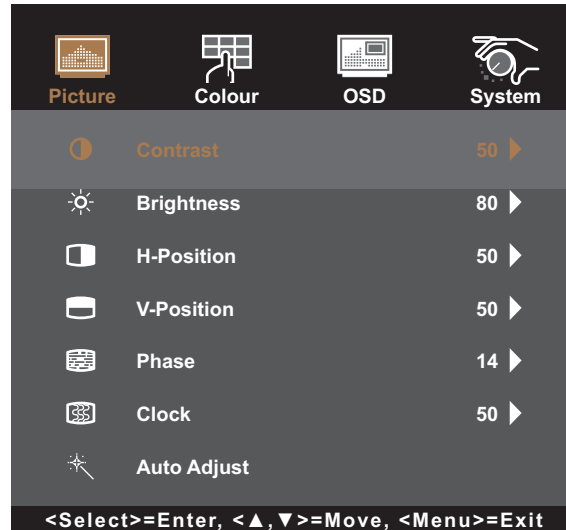 Picture Colour OSD System
Contrast 50
Brightness 80
H-Position 50
V-Position 50
Phase 14
Clock 50
Auto Adjust
<Select>=Enter, <▲,▼>=Move, <Menu>=Exit